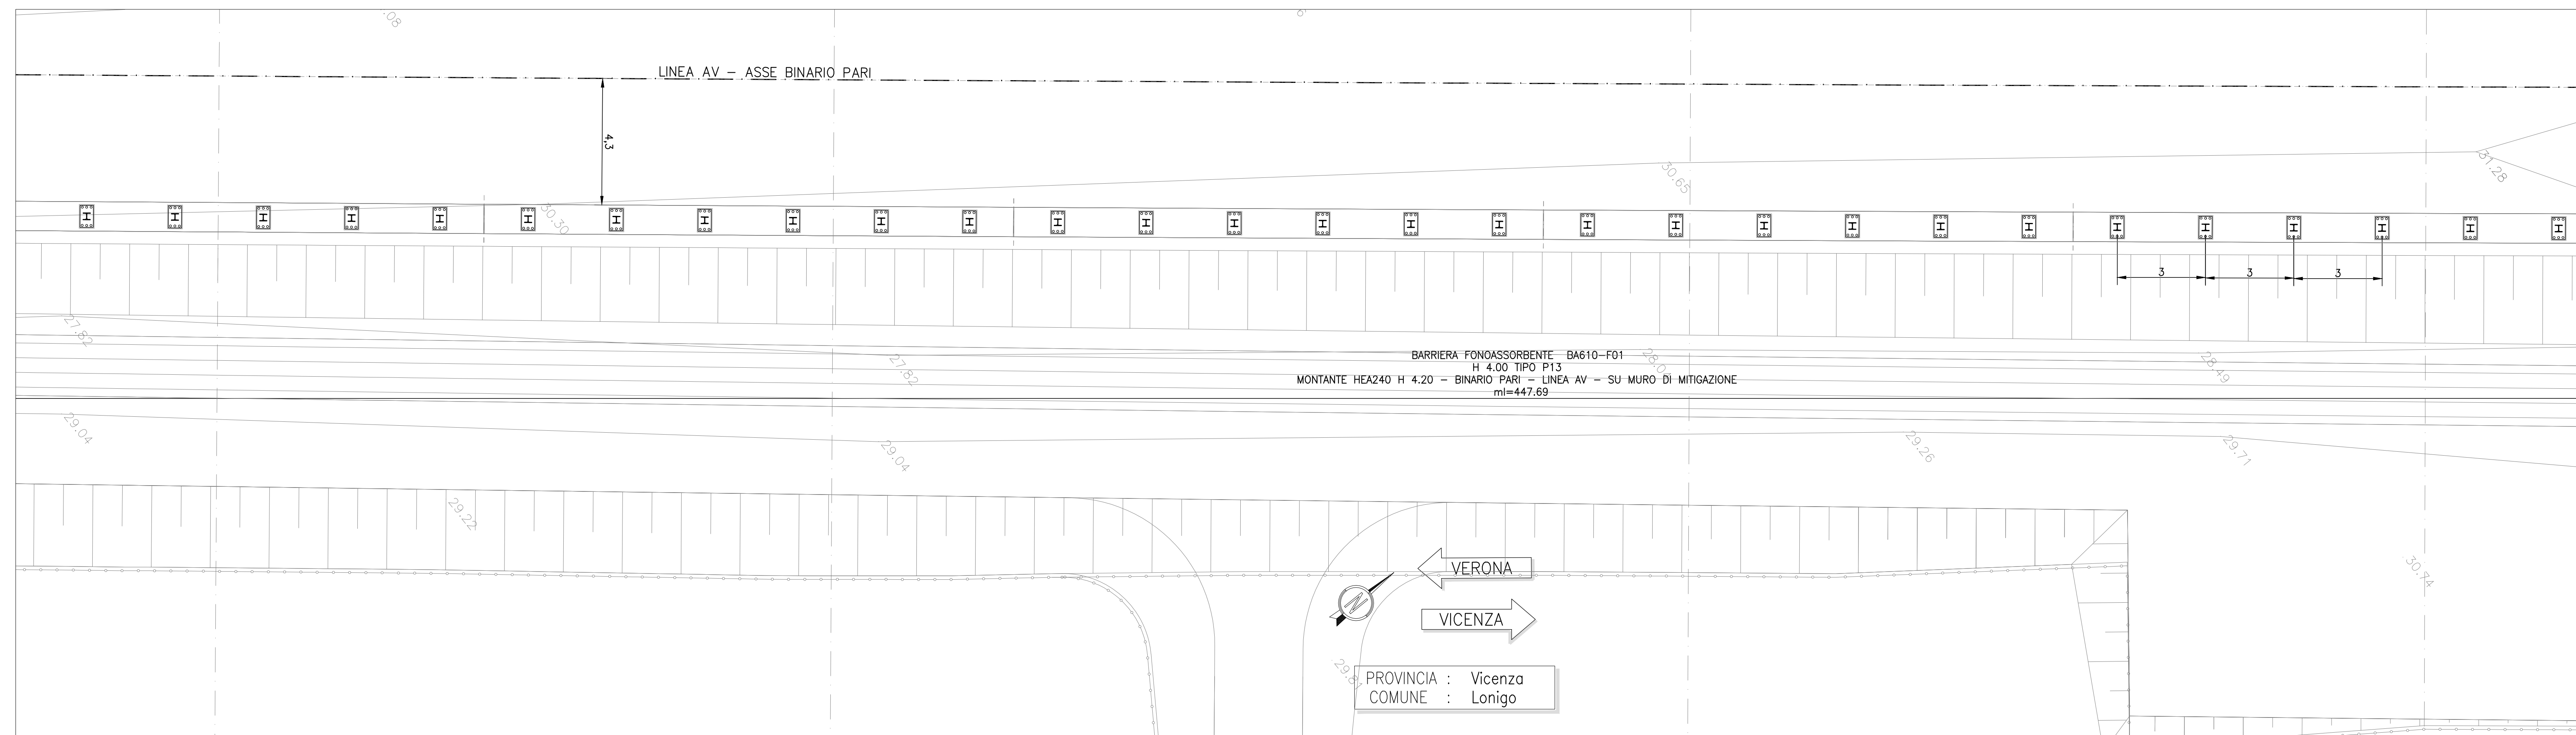 .08
LINEA AV - ASSE BINARIO PARI
4,3
30.65
31.28
30.30
3
3
3
27.82
27.82
28.49
BARRIERA FONOASSORBENTE BA610-F01
H 4.00 TIPO P13
MONTANTE HEA240 H 4.20 - BINARIO PARI - LINEA AV - SU MURO DI MITIGAZIONE
ml=447.69
29.04
29.04
29.26
29.71
29.22
VERONA
N
VICENZA
30.74
29.81
PROVINCIA : Vicenza
COMUNE : Lonigo